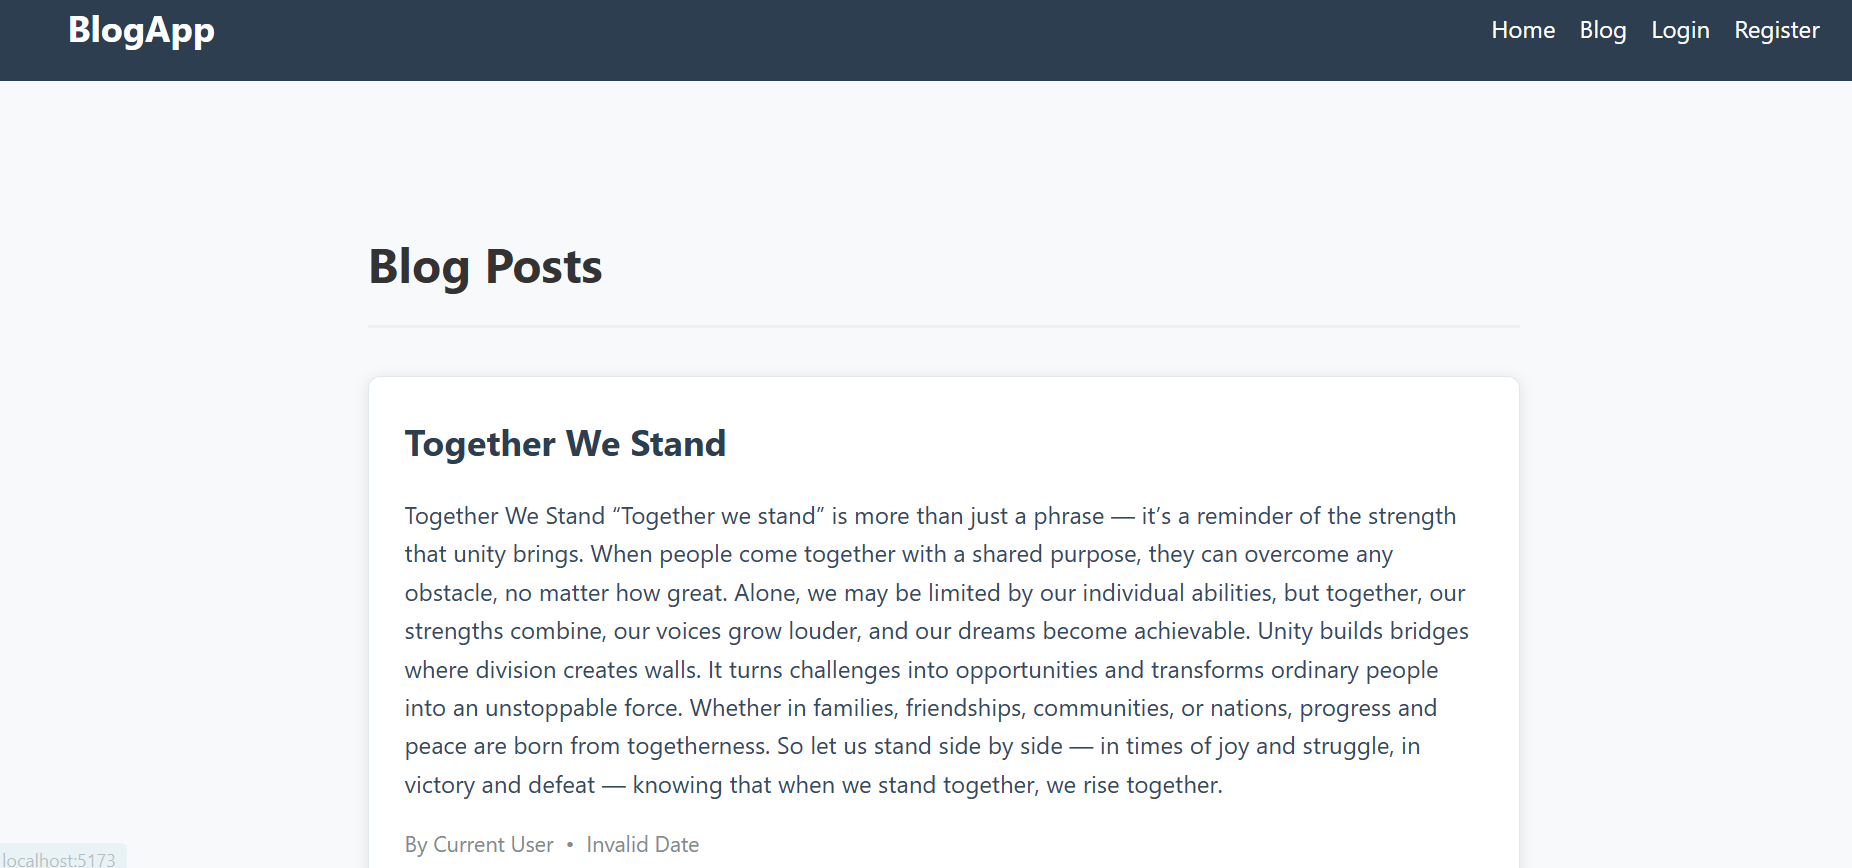 BlogApp
Home Blog Login Register
Blog Posts
Together We Stand
Together We Stand “Together we stand” is more than just a phrase — it’s a reminder of the strength
that unity brings. When people come together with a shared purpose, they can overcome any
obstacle, no matter how great. Alone, we may be limited by our individual abilities, but together, our
strengths combine, our voices grow louder, and our dreams become achievable. Unity builds bridges
where division creates walls. It turns challenges into opportunities and transforms ordinary people
into an unstoppable force. Whether in families, friendships, communities, or nations, progress and
peace are born from togetherness. So let us stand side by side — in times of joy and struggle, in
victory and defeat — knowing that when we stand together, we rise together.
By Current User • Invalid Date
localhost:5173